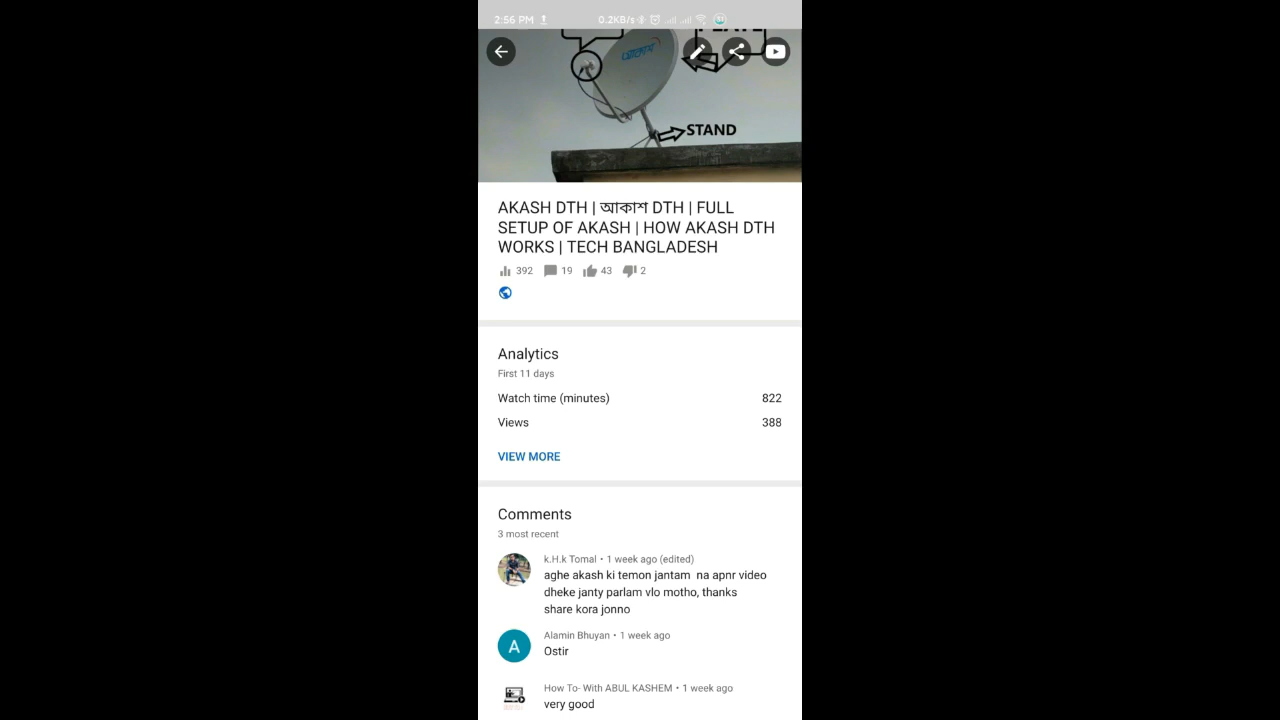 2:56 PM
0.2KB/s
আকাশ
STAND
AKASH DTH | আকাশ DTH | FULL
SETUP OF AKASH | HOW AKASH DTH
WORKS | TECH BANGLADESH
392 19 43 2
Analytics
First 11 days
Watch time (minutes) 822
Views 388
VIEW MORE
Comments
3 most recent
k.H.k Tomal • 1 week ago (edited)
aghe akash ki temon jantam na apnr video
dheke janty parlam vlo motho, thanks
share kora jonno
A
Alamin Bhuyan • 1 week ago
Ostir
How To- With ABUL KASHEM • 1 week ago
very good